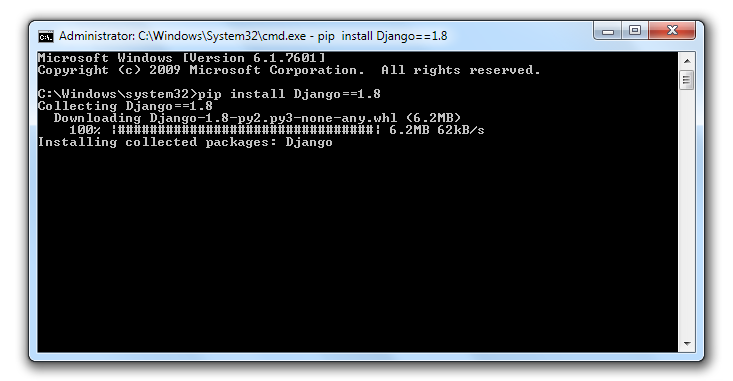 Administrator: C:\Windows\System32\cmd.exe - pip  install Django==1.8
Microsoft Windows [Version 6.1.7601]
Copyright (c) 2009 Microsoft Corporation.  All rights reserved.
C:\Windows\system32>pip install Django==1.8
Collecting Django==1.8
  Downloading Django-1.8-py2.py3-none-any.whl (6.2MB)
    100% |################################| 6.2MB 62kB/s
Installing collected packages: Django